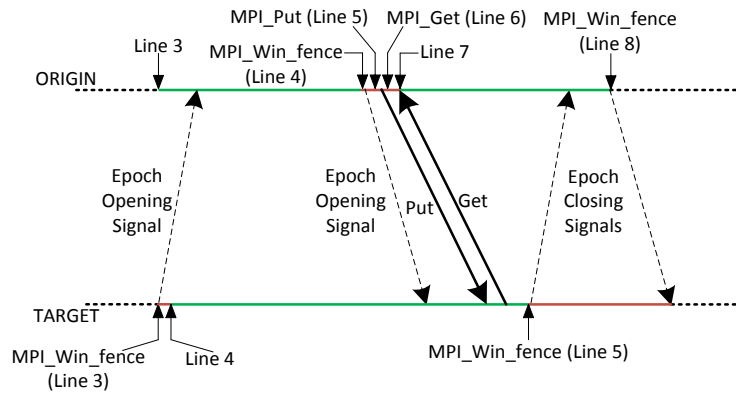 MPI_Put (Line 5)
MPI_Get (Line 6)
MPI_Win_fence
(Line 8)
Line 3
MPI_Win_fence
(Line 4)
Line 7
ORIGIN
Epoch
Opening
Signal
Epoch
Opening
Signal
Put
Get
Epoch
Closing
Signals
TARGET
MPI_Win_fence
(Line 3)
Line 4
MPI_Win_fence (Line 5)